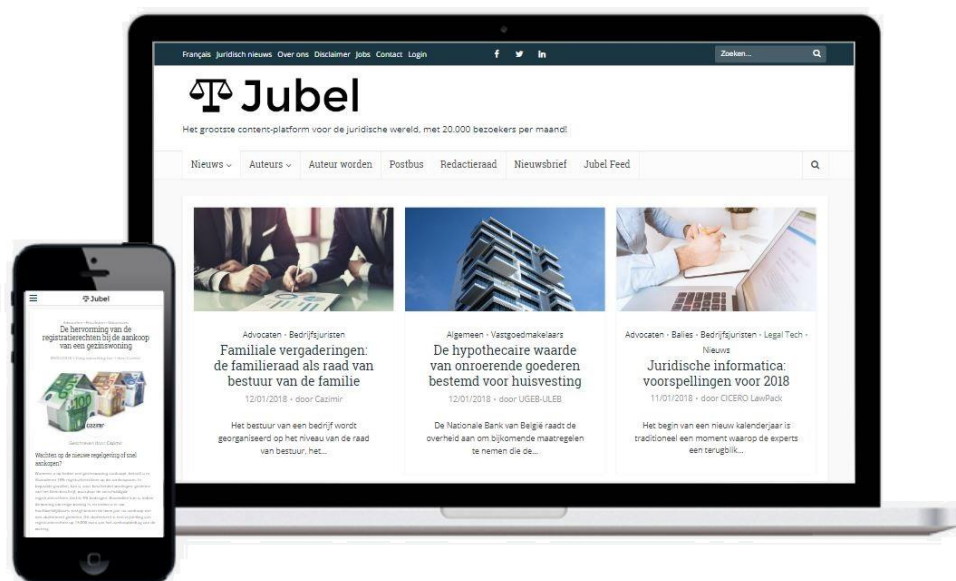 Français Juridisch nieuws Over ons Disclaimer Jobs Contact Login
Zoeken...
Jubel
Het grootste content-platform voor de juridische wereld, met 20.000 bezoekers per maand!
Nieuws Auteurs Auteur worden Postbus Redactieraad Nieuwsbrief Jubel Feed
Advocaten • Bedrijfsjuristen
Familiale vergaderingen:
de familieraad als raad van
bestuur van de familie
12/01/2018 • door Cazimir
Het bestuur van een bedrijf wordt
georganiseerd op het niveau van de raad
van bestuur, het...
Algemeen • Vastgoedmakelaars
De hypothecaire waarde
van onroerende goederen
bestemd voor huisvesting
12/01/2018 • door UGEB-ULEB
De Nationale Bank van België raadt de
overheid aan om bijkomende maatregelen
te nemen die de...
Advocaten • Balies • Bedrijfsjuristen • Legal Tech •
Nieuws
Juridische informatica:
voorspellingen voor 2018
11/01/2018 • door CICERO LawPack
Het begin van een nieuw kalenderjaar is
traditioneel een moment waarop de experts
een terugblik...
Jubel
De hervorming van de
registratierechten bij de aankoop
van een gezinswoning
cazimir
Geschreven door Cazimir
Wachten op de nieuwe regelgeving of snel
aankopen?